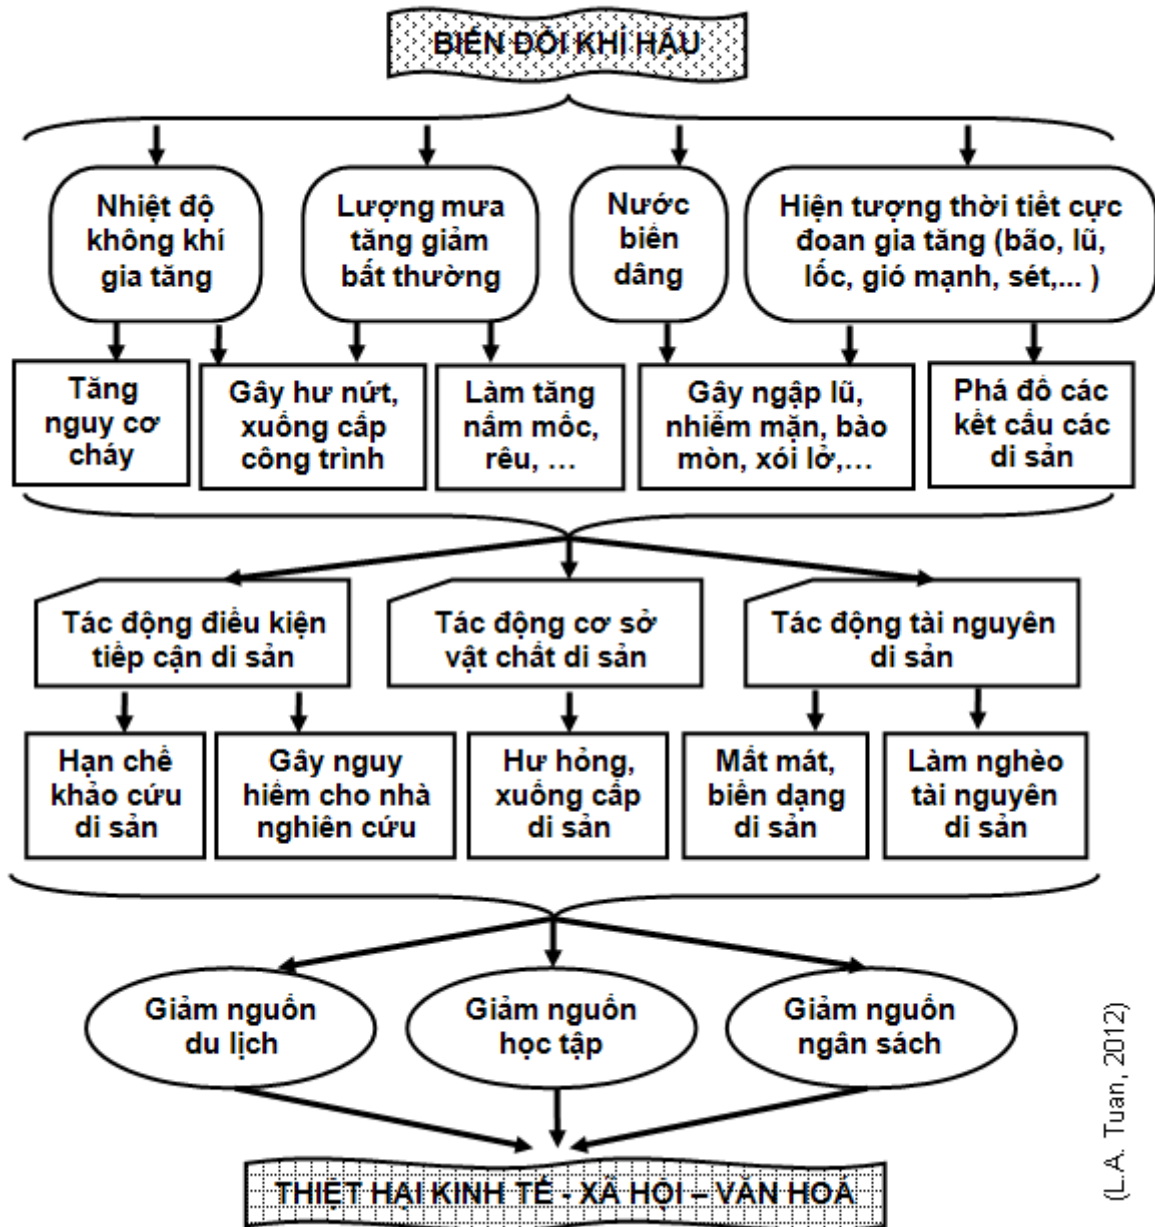 BIẾN ĐỔI KHÍ HẬU
Nhiệt độ
không khí
gia tăng
Lượng mưa
tăng giảm
bất thường
Nước
biển
dâng
Hiện tượng thời tiết cực
đoan gia tăng (bão, lũ,
lốc, gió mạnh, sét,... )
Tăng
nguy cơ
cháy
Gây hư nứt,
xuống cấp
công trình
Làm tăng
nấm mốc,
rêu, …
Gây ngập lũ,
nhiễm mặn, bào
mòn, xói lở,…
Phá đổ các
kết cấu các
di sản
Tác động điều kiện
tiếp cận di sản
Tác động cơ sở
vật chất di sản
Tác động tài nguyên
di sản
Hạn chế
khảo cứu
di sản
Gây nguy
hiểm cho nhà
nghiên cứu
Hư hỏng,
xuống cấp
di sản
Mất mát,
biến dạng
di sản
Làm nghèo
tài nguyên
di sản
Giảm nguồn
du lịch
Giảm nguồn
học tập
Giảm nguồn
ngân sách
THIỆT HẠI KINH TẾ - XÃ HỘI – VĂN HOÁ
(L.A. Tuan, 2012)